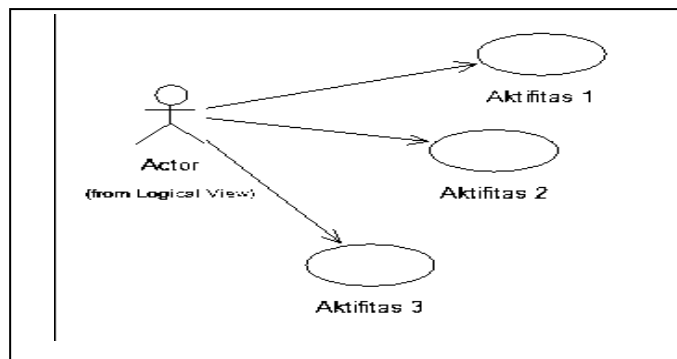 Aktifitas 1
Actor
(from Logical View)
Aktifitas 2
Aktifitas 3